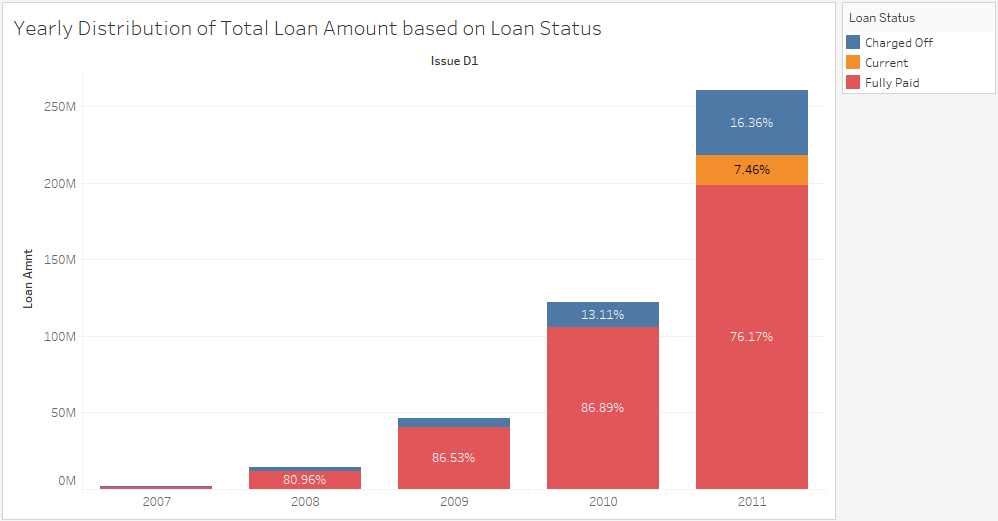 Yearly Distribution of Total Loan Amount based on Loan Status
Issue D1
Loan Amnt
250M
200M
150M
100M
50M
0M
16.36%
7.46%
76.17%
13.11%
86.89%
86.53%
80.96%
2007
2008
2009
2010
2011
Loan Status
Charged Off
Current
Fully Paid